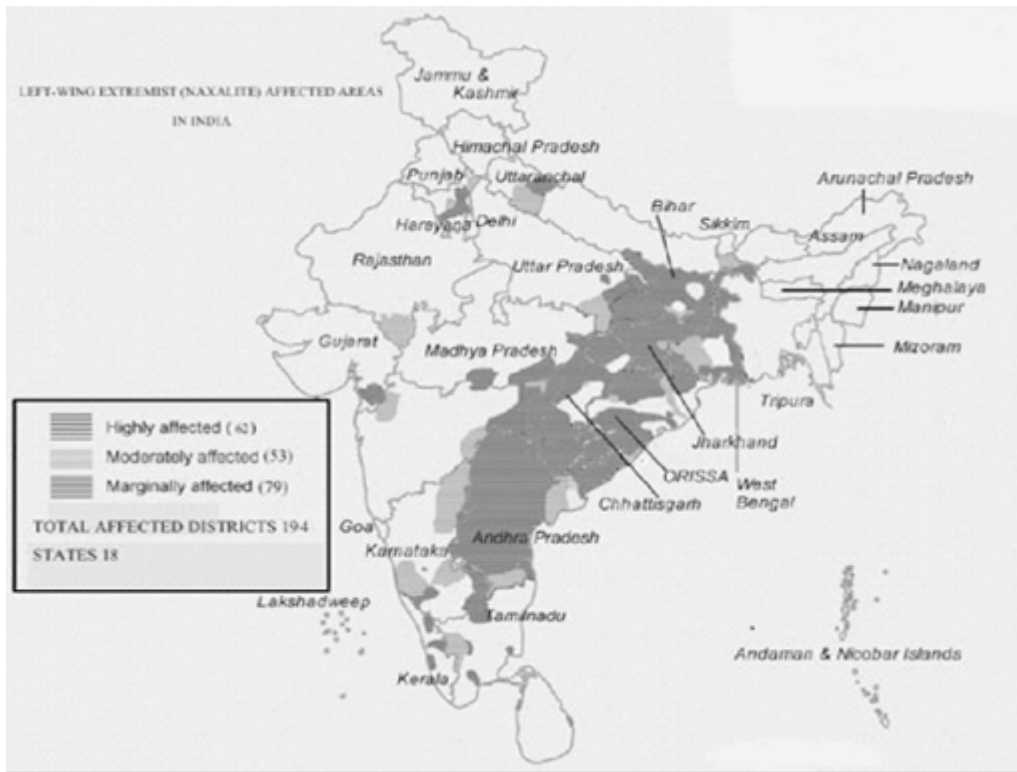 LEFT-WING EXTREMIST (NAXALITE) AFFECTED AREAS
IN INDIA
Jammu &
Kashmir
Himachal Pradesh
Punjab
Uttaranchal
Arunachal Pradesh
Bihar
Sikkim
Harayana
Delhi
Assam
Rajasthan
Uttar Pradesh
Nagaland
Meghalaya
Manipur
Gujarat
Madhya Pradesh
Mizoram
Tripura
Highly affected (62)
Moderately affected (53)
Marginally affected (79)
TOTAL AFFECTED DISTRICTS 194
STATES 18
Jharkhand
ORISSA
West
Bengal
Chhattisgarh
Goa
Andhra Pradesh
Karnataka
Lakshadweep
Tamilnadu
Andaman & Nicobar Islands
Kerala